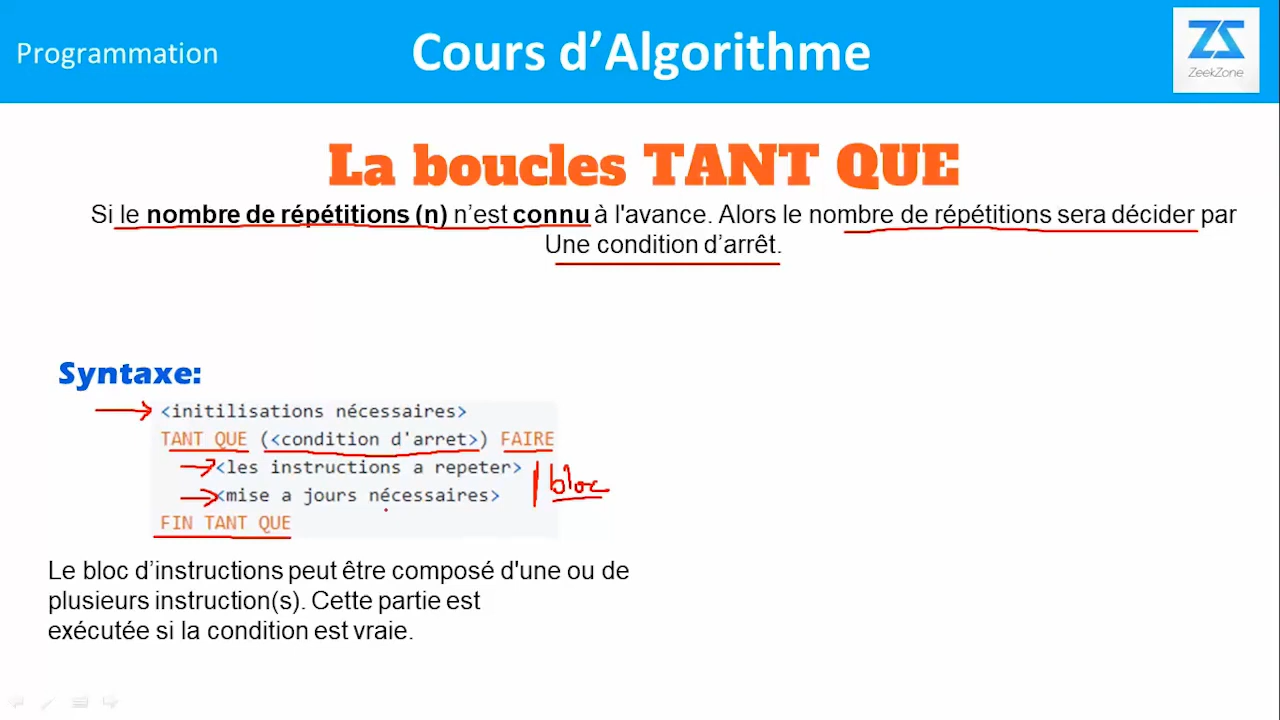 Programmation
Cours d’Algorithme
ZS
ZeekZone
La boucles TANT QUE
Si le nombre de répétitions (n) n’est connu à l'avance. Alors le nombre de répétitions sera décider par
Une condition d’arrêt.
Syntaxe:
<initilisations nécessaires>
TANT QUE (<condition d'arret>) FAIRE
<les instructions a repeter>
<mise a jours nécessaires>
bloc
FIN TANT QUE
Le bloc d’instructions peut être composé d'une ou de
plusieurs instruction(s). Cette partie est
exécutée si la condition est vraie.